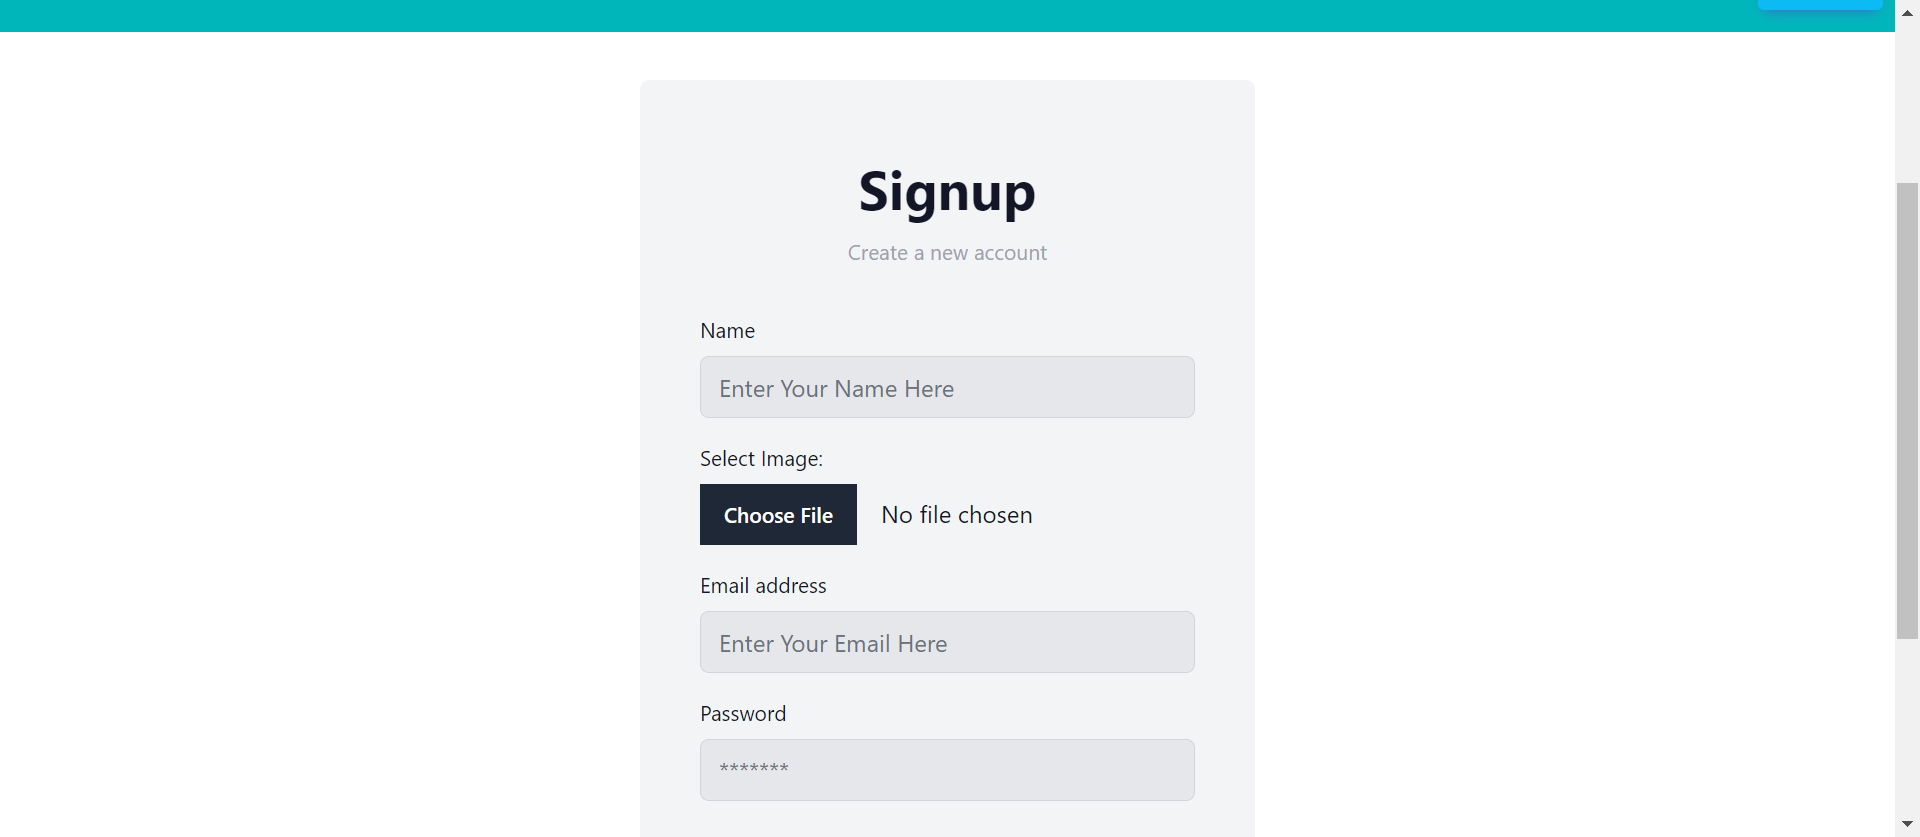 Signup
Create a new account
Name
Enter Your Name Here
Select Image:
Choose File No file chosen
Email address
Enter Your Email Here
Password
*******